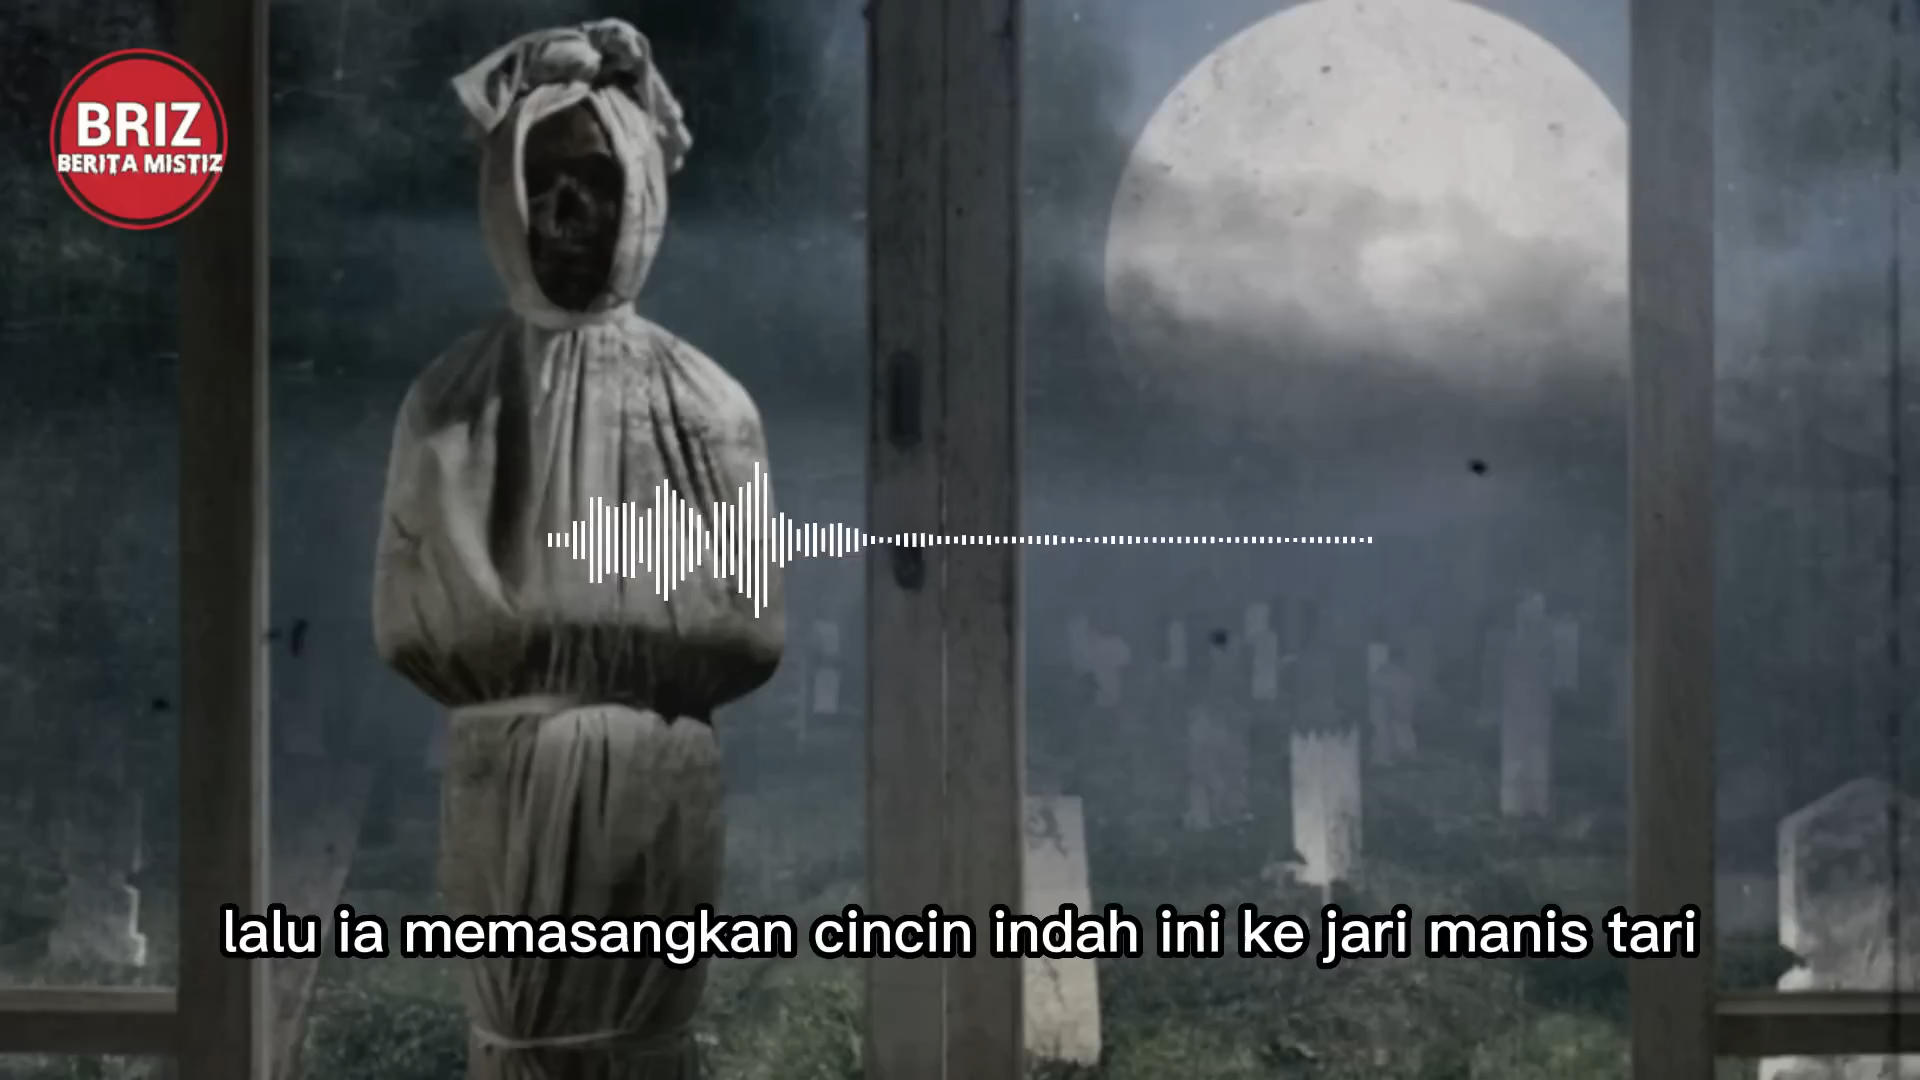 BRIZ
BERITA MISTIZ
lalu ia memasangkan cincin indah ini ke jari manis tari